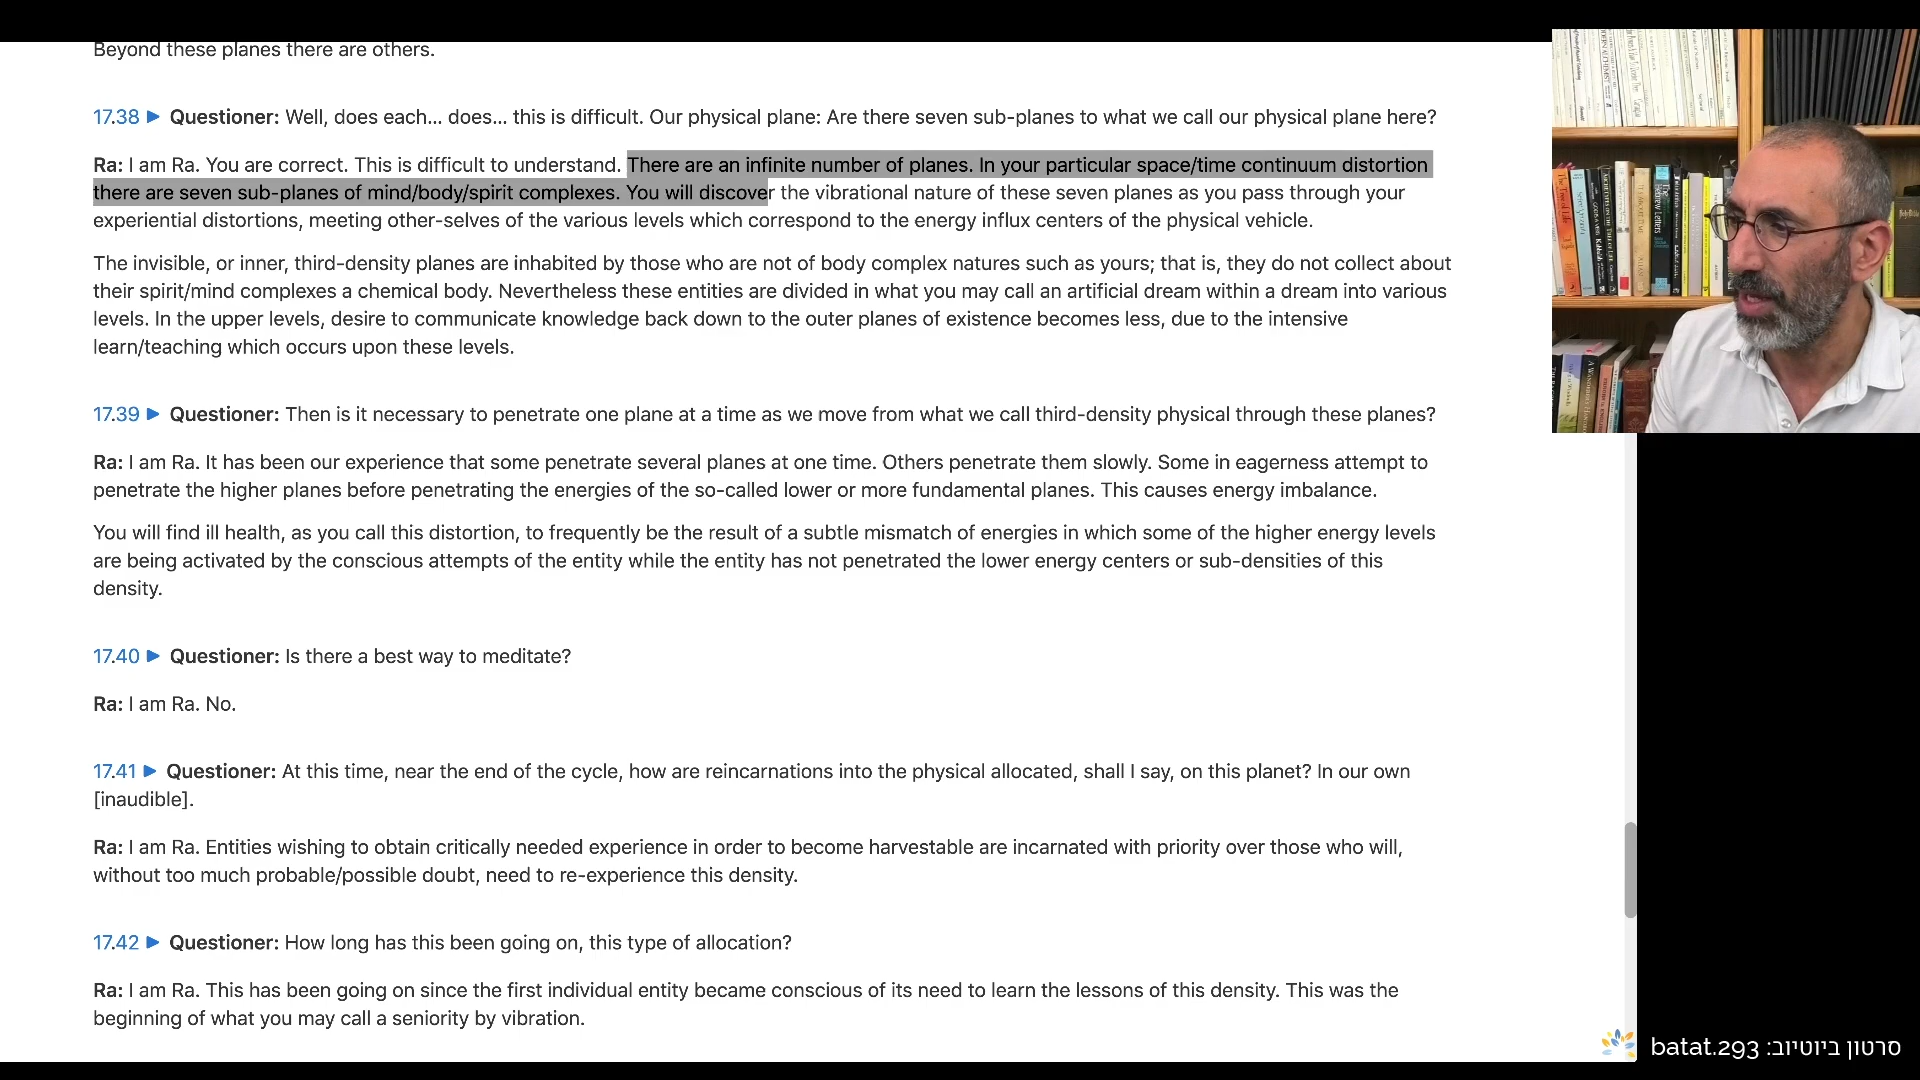 Beyond these planes there are others.
17.38 ▶ Questioner: Well, does each... does... this is difficult. Our physical plane: Are there seven sub-planes to what we call our physical plane here?
Ra: I am Ra. You are correct. This is difficult to understand. There are an infinite number of planes. In your particular space/time continuum distortion
there are seven sub-planes of mind/body/spirit complexes. You will discover the vibrational nature of these seven planes as you pass through your
experiential distortions, meeting other-selves of the various levels which correspond to the energy influx centers of the physical vehicle.
The invisible, or inner, third-density planes are inhabited by those who are not of body complex natures such as yours; that is, they do not collect about
their spirit/mind complexes a chemical body. Nevertheless these entities are divided in what you may call an artificial dream within a dream into various
levels. In the upper levels, desire to communicate knowledge back down to the outer planes of existence becomes less, due to the intensive
learn/teaching which occurs upon these levels.
17.39 ▶ Questioner: Then is it necessary to penetrate one plane at a time as we move from what we call third-density physical through these planes?
Ra: I am Ra. It has been our experience that some penetrate several planes at one time. Others penetrate them slowly. Some in eagerness attempt to
penetrate the higher planes before penetrating the energies of the so-called lower or more fundamental planes. This causes energy imbalance.
You will find ill health, as you call this distortion, to frequently be the result of a subtle mismatch of energies in which some of the higher energy levels
are being activated by the conscious attempts of the entity while the entity has not penetrated the lower energy centers or sub-densities of this
density.
17.40 ▶ Questioner: Is there a best way to meditate?
Ra: I am Ra. No.
17.41 ▶ Questioner: At this time, near the end of the cycle, how are reincarnations into the physical allocated, shall I say, on this planet? In our own
[inaudible].
Ra: I am Ra. Entities wishing to obtain critically needed experience in order to become harvestable are incarnated with priority over those who will,
without too much probable/possible doubt, need to re-experience this density.
17.42 ▶ Questioner: How long has this been going on, this type of allocation?
Ra: I am Ra. This has been going on since the first individual entity became conscious of its need to learn the lessons of this density. This was the
beginning of what you may call a seniority by vibration.
סרטון ביוטיוב: batat.293